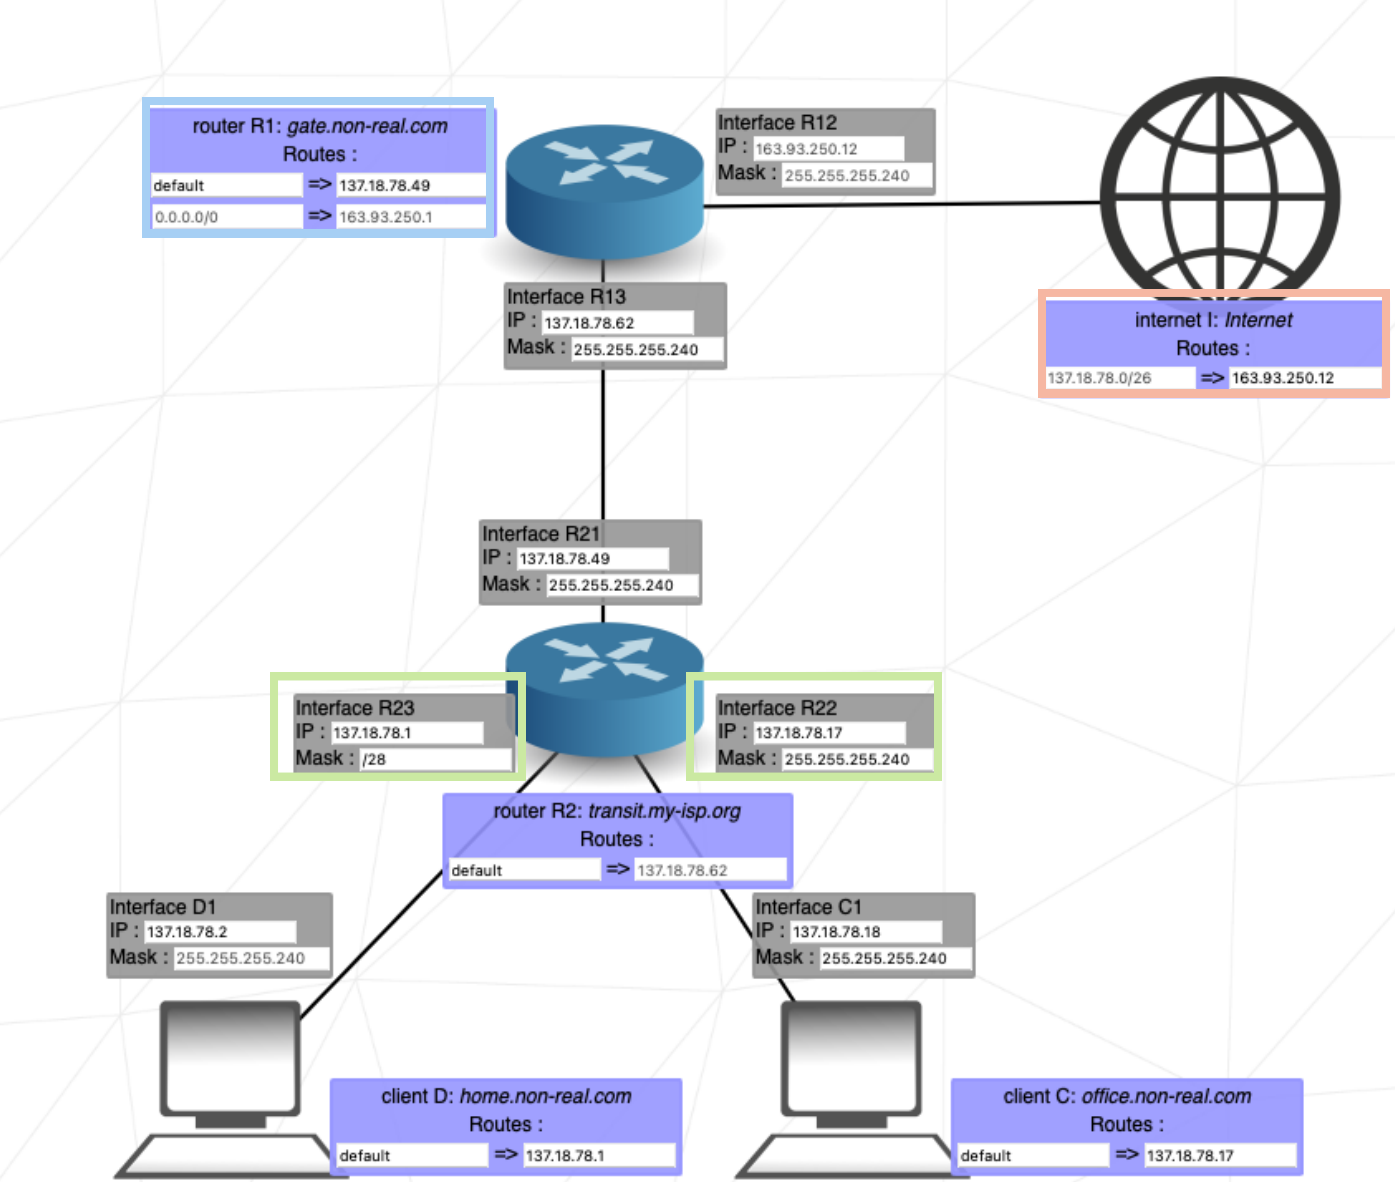 router R1: gate.non-real.com
Routes :
default => 137.18.78.49
0.0.0.0/0 => 163.93.250.1
Interface R12
IP : 163.93.250.12
Mask : 255.255.255.240
internet I: Internet
Routes :
137.18.78.0/26 => 163.93.250.12
Interface R13
IP : 137.18.78.62
Mask : 255.255.255.240
Interface R21
IP : 137.18.78.49
Mask : 255.255.255.240
Interface R23
IP : 137.18.78.1
Mask : /28
Interface R22
IP : 137.18.78.17
Mask : 255.255.255.240
router R2: transit.my-isp.org
Routes :
default => 137.18.78.62
Interface D1
IP : 137.18.78.2
Mask : 255.255.255.240
Interface C1
IP : 137.18.78.18
Mask : 255.255.255.240
client D: home.non-real.com
Routes :
default => 137.18.78.1
client C: office.non-real.com
Routes :
default => 137.18.78.17